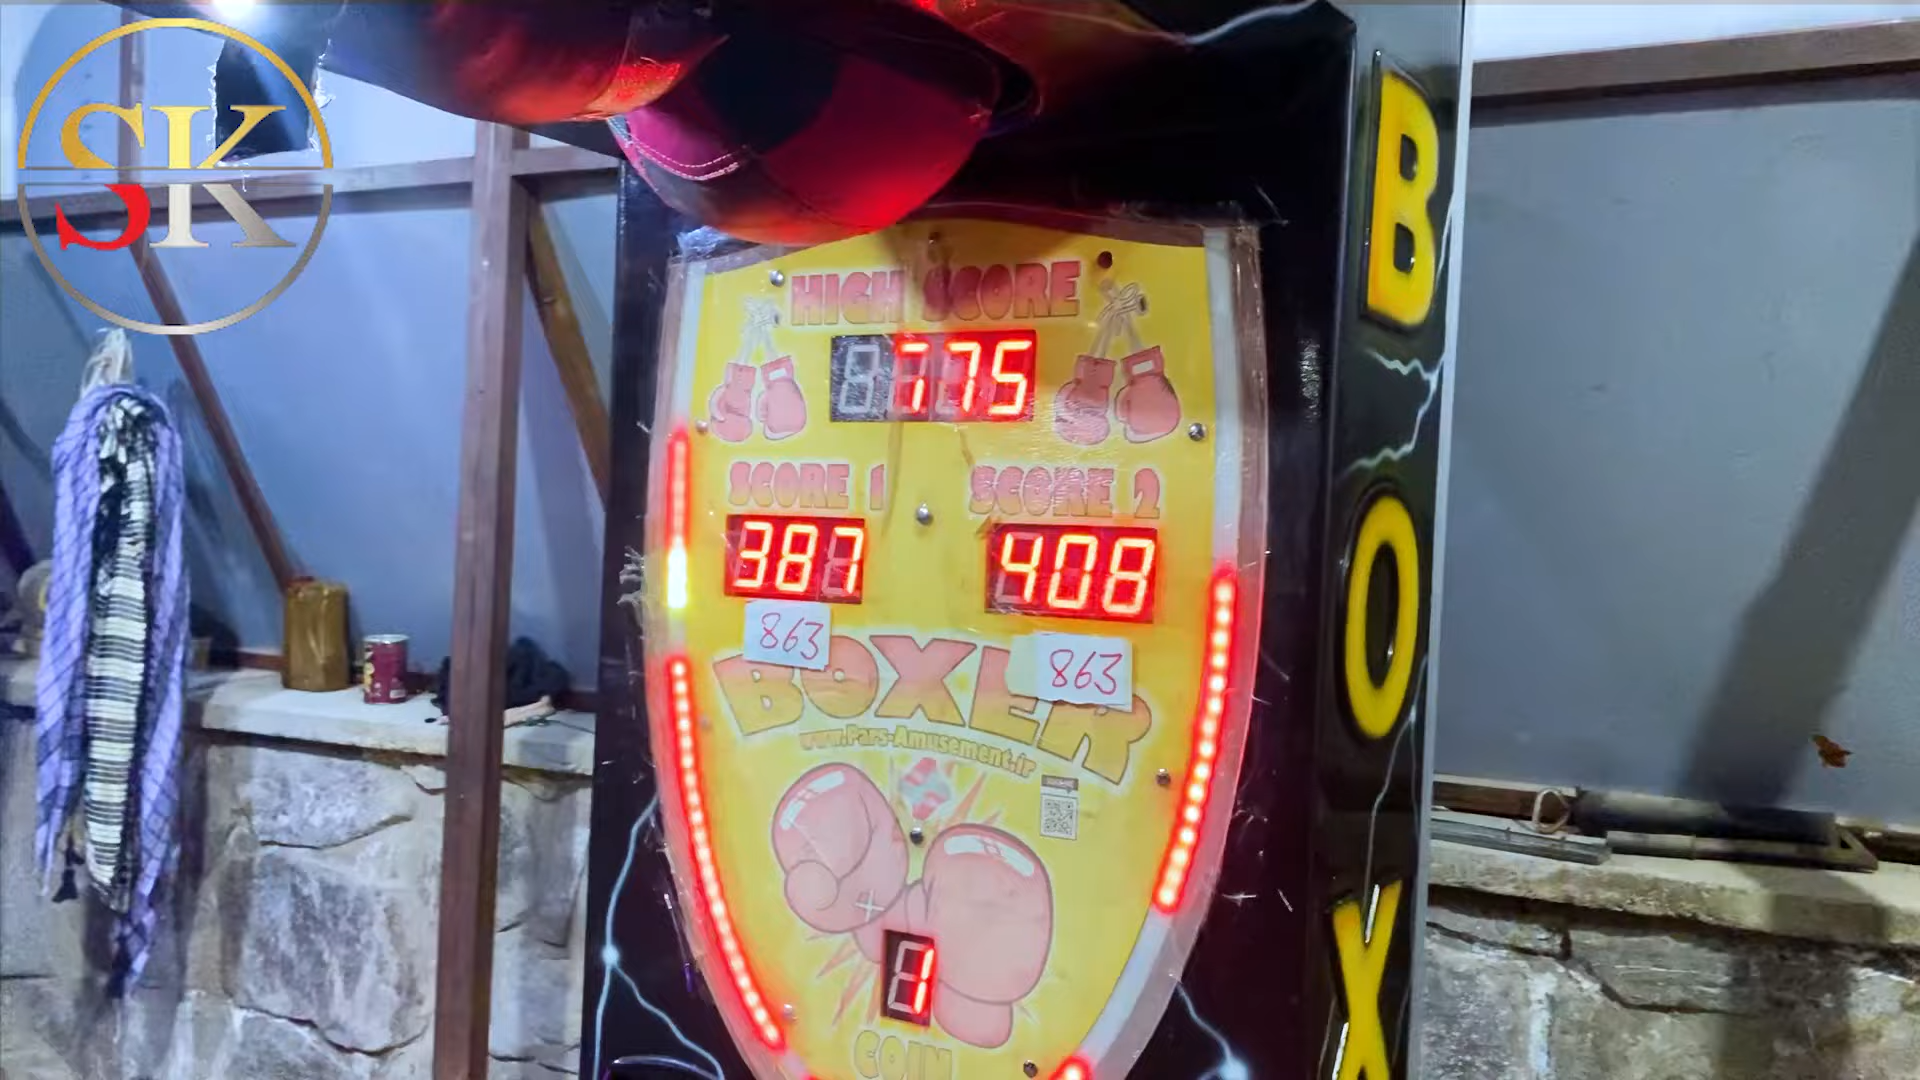 SK
HIGH SCORE
775
SCORE 1 SCORE 2
387 408
863 863
BOXER
www.Pars-Amusement.ir
1
COIN
BOX